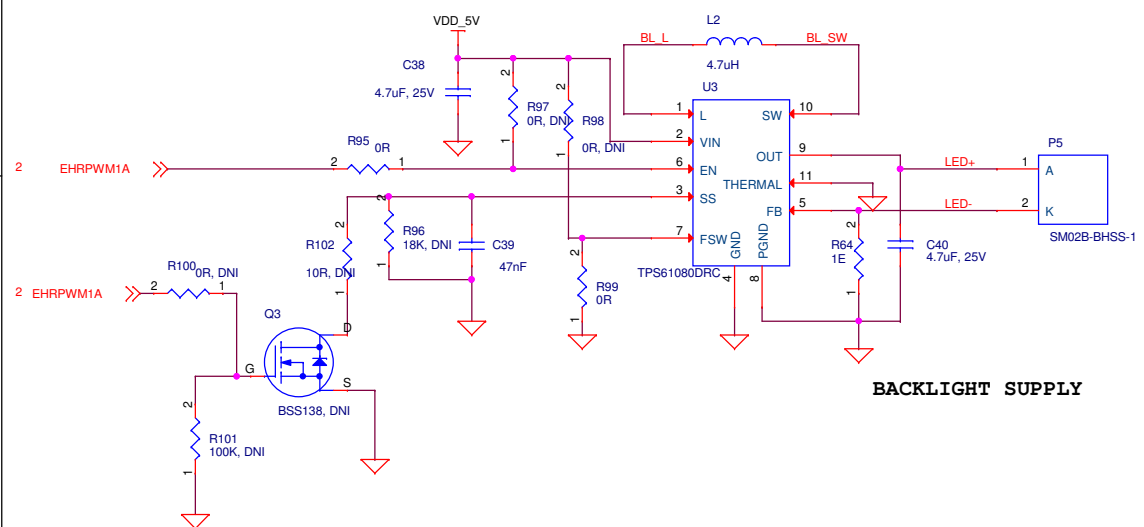 VDD_5V
L2
BL_L
BL_SW
4.7uH
C38
4.7uF, 25V
2
R97
0R, DNI
1
2
R98
0R, DNI
1
U3
1 L
SW 10
2 VIN
OUT 9
6 EN
THERMAL 11
3 SS
FB 5
7 FSW
GND
PGND
4
8
TPS61080DRC
LED+
LED-
P5
1 A
2 K
SM02B-BHSS-1
2 EHRPWM1A
R95
2 0R 1
2
R96
18K, DNI
1
C39
47nF
2
R102
10R, DNI
1
2
R99
0R
1
2
R64
1E
1
C40
4.7uF, 25V
2 EHRPWM1A
R100
2 0R, DNI 1
Q3
D
G
S
BSS138, DNI
2
R101
100K, DNI
1
BACKLIGHT SUPPLY